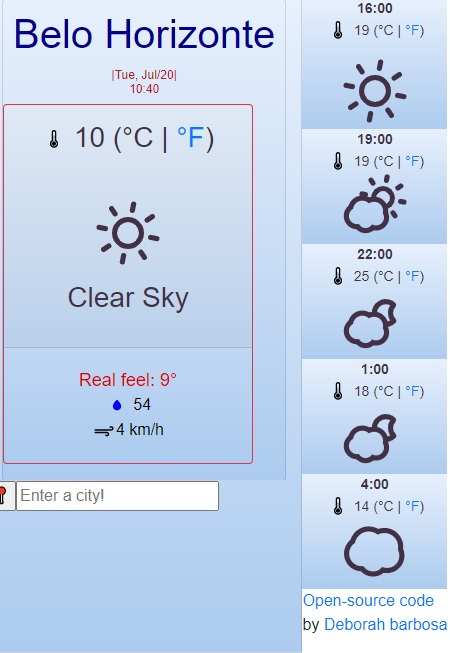 Belo Horizonte
|Tue, Jul/20|
10:40
10 (°C | °F)
Clear Sky
Real feel: 9°
54
4 km/h
Enter a city!
16:00
19 (°C | °F)
19:00
19 (°C | °F)
22:00
25 (°C | °F)
1:00
18 (°C | °F)
4:00
14 (°C | °F)
Open-source code
by Deborah barbosa